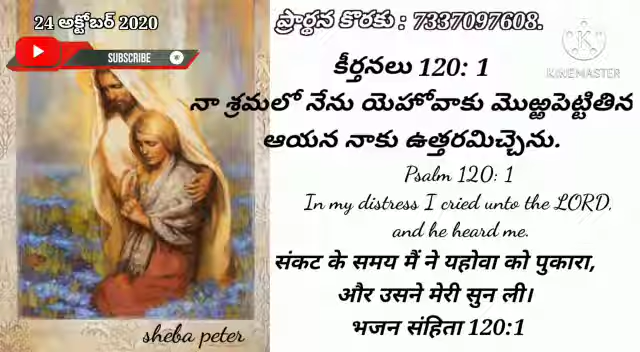 24 అక్టోబర్ 2020
SUBSCRIBE
ప్రార్థన కొరకు : 7337097608.
KINEMASTER
కీర్తనలు 120: 1
నా శ్రమలో నేను యెహోవాకు మొఱ్ఱపెట్టితిన
ఆయన నాకు ఉత్తరమిచ్చెను.
Psalm 120: 1
In my distress I cried unto the LORD,
and he heard me.
संकट के समय मैं ने यहोवा को पुकारा,
और उसने मेरी सुन ली।
भजन संहिता 120:1
sheba peter